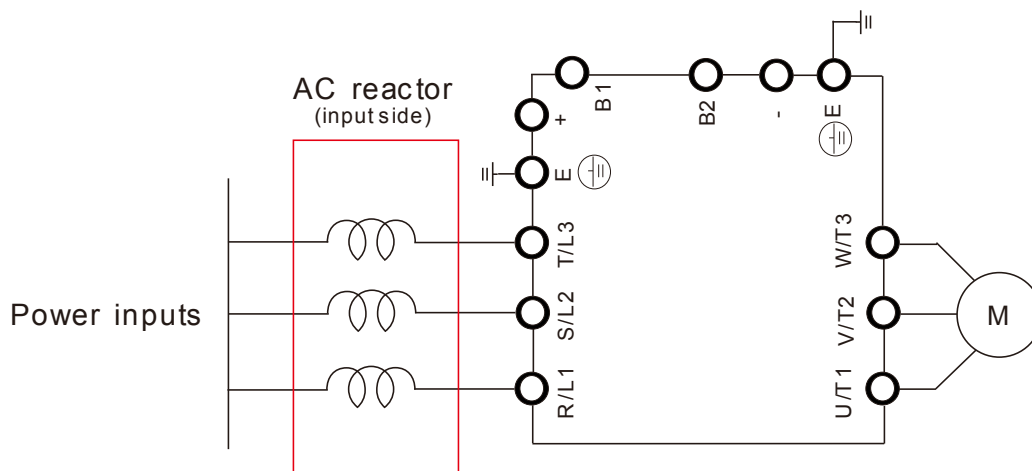 AC reactor
(input side)
Power inputs
+
B1
B2
-
E
E
T/L3
S/L2
R/L1
W/T3
V/T2
U/T1
M